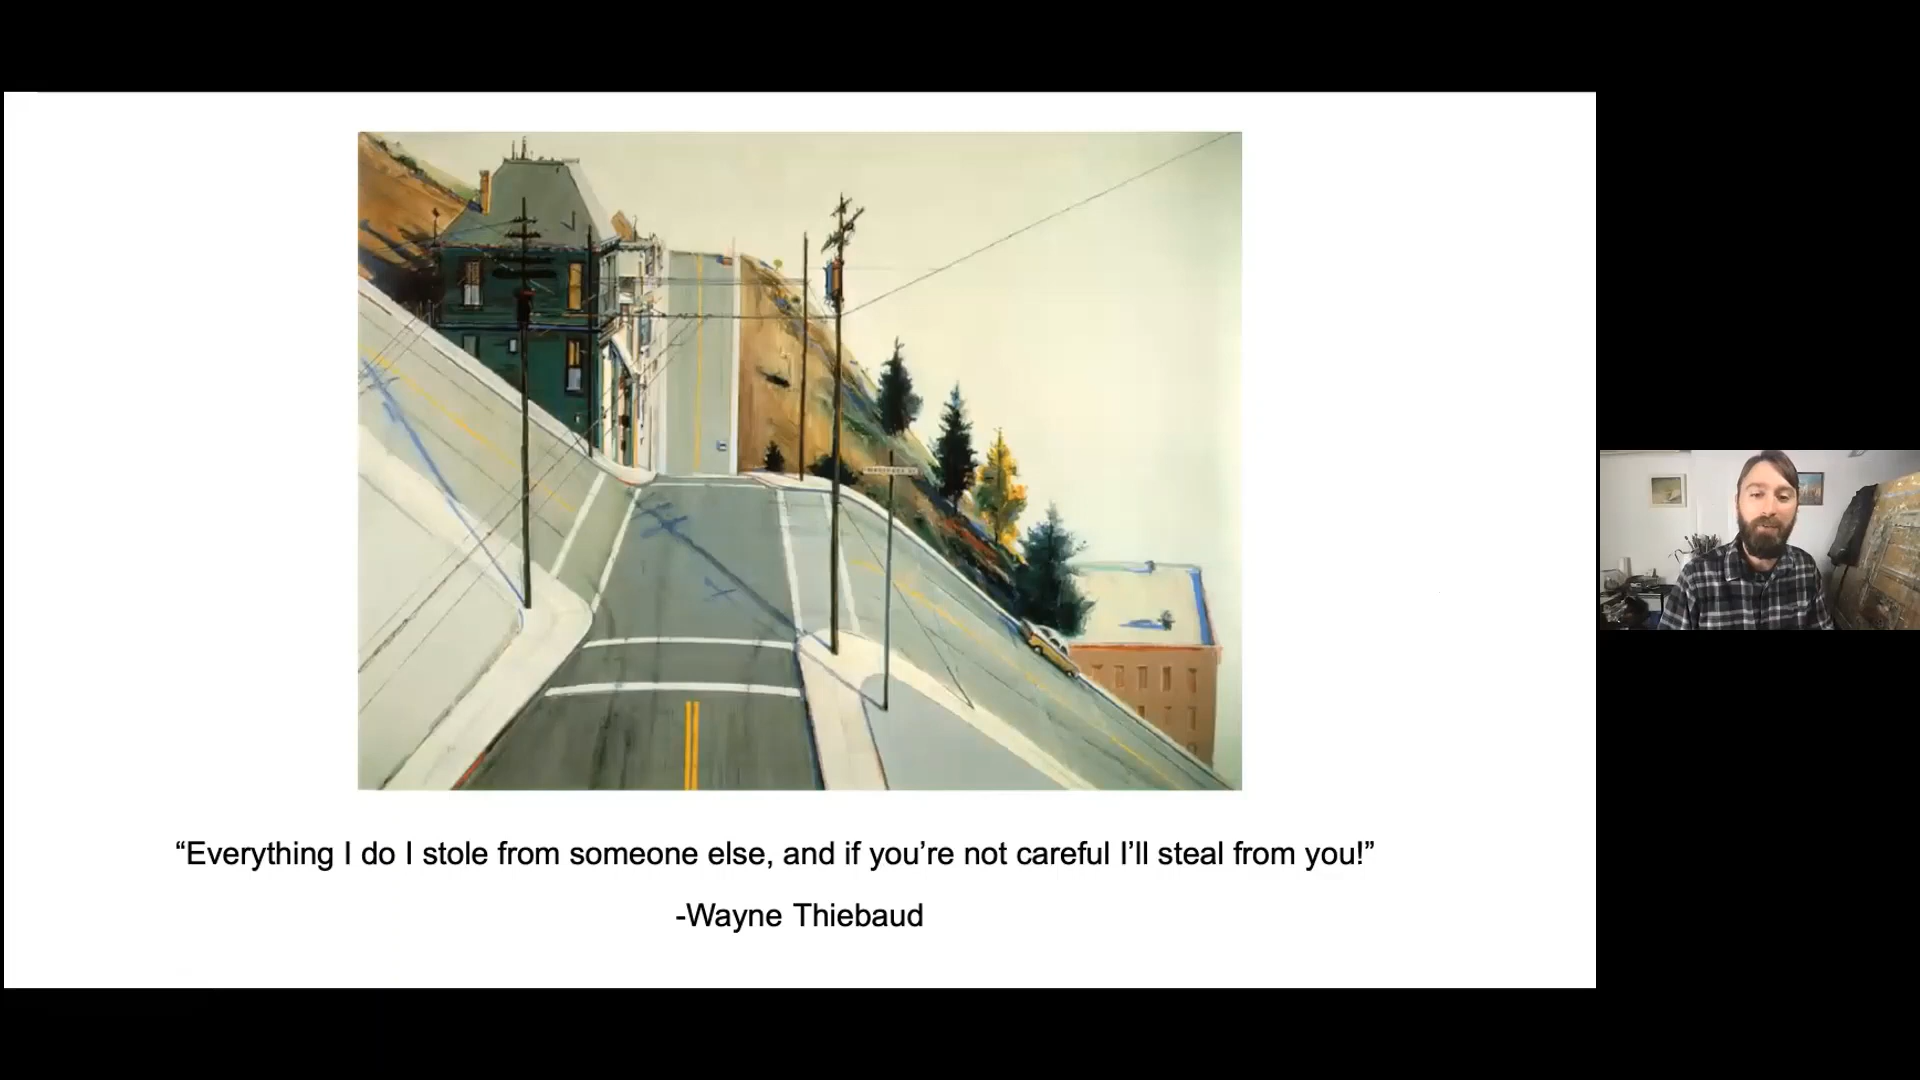 “Everything I do I stole from someone else, and if you’re not careful I’ll steal from you!”
-Wayne Thiebaud